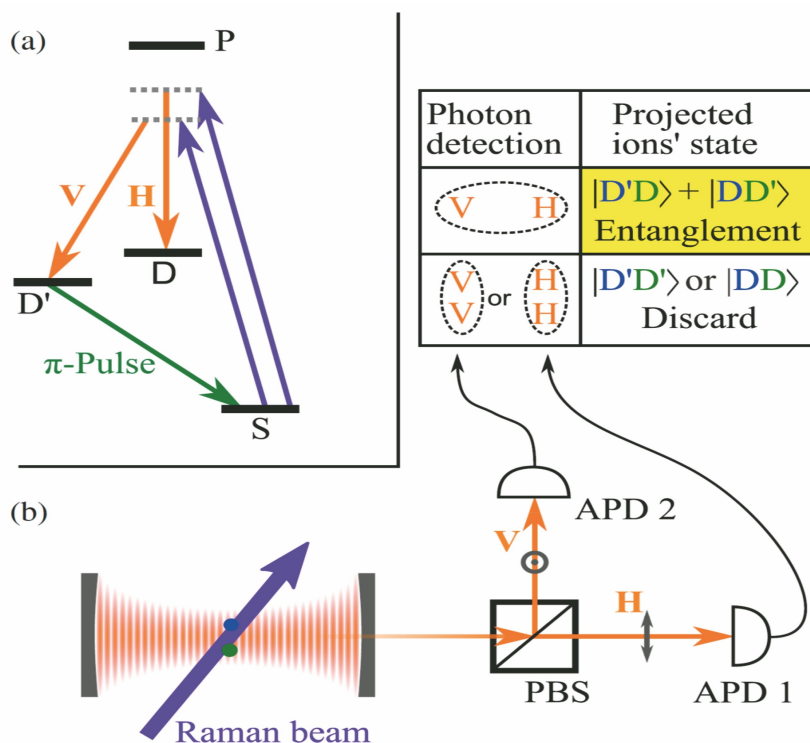 (a)
P
V
H
D
D'
π-Pulse
S
Photon detection
Projected ions' state
V H
|D'D⟩ + |DD'⟩
Entanglement
V
V
or
H
H
|D'D'⟩ or |DD⟩
Discard
(b)
APD 2
V
H
PBS
APD 1
Raman beam